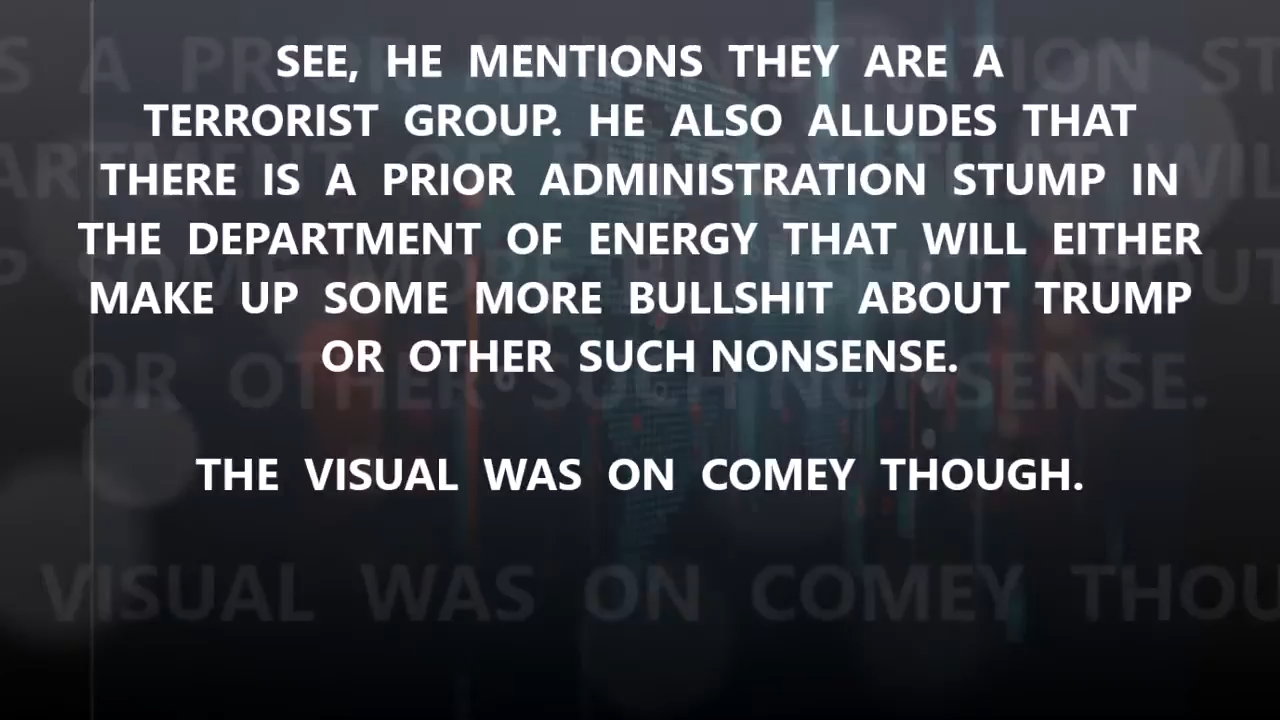 SEE, HE MENTIONS THEY ARE A
TERRORIST GROUP. HE ALSO ALLUDES THAT
THERE IS A PRIOR ADMINISTRATION STUMP IN
THE DEPARTMENT OF ENERGY THAT WILL EITHER
MAKE UP SOME MORE BULLSHIT ABOUT TRUMP
OR OTHER SUCH NONSENSE.
THE VISUAL WAS ON COMEY THOUGH.